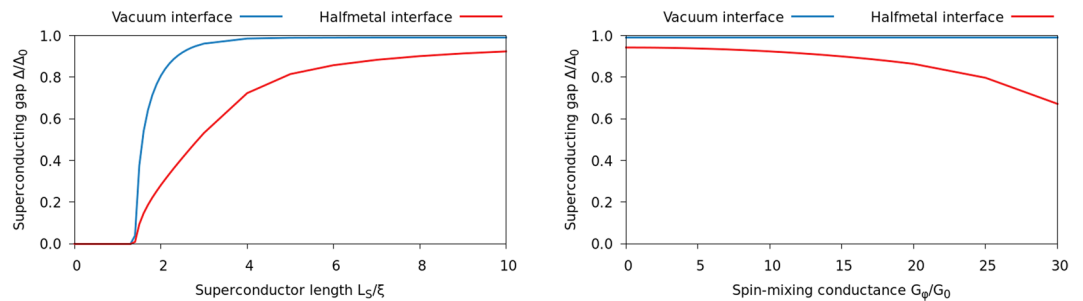 Vacuum interface
Halfmetal interface
Superconducting gap Δ/Δ₀
1.0
0.8
0.6
0.4
0.2
0.0
0 2 4 6 8 10
Superconductor length L_S/ξ
Vacuum interface
Halfmetal interface
Superconducting gap Δ/Δ₀
1.0
0.8
0.6
0.4
0.2
0.0
0 5 10 15 20 25 30
Spin-mixing conductance G_φ/G₀